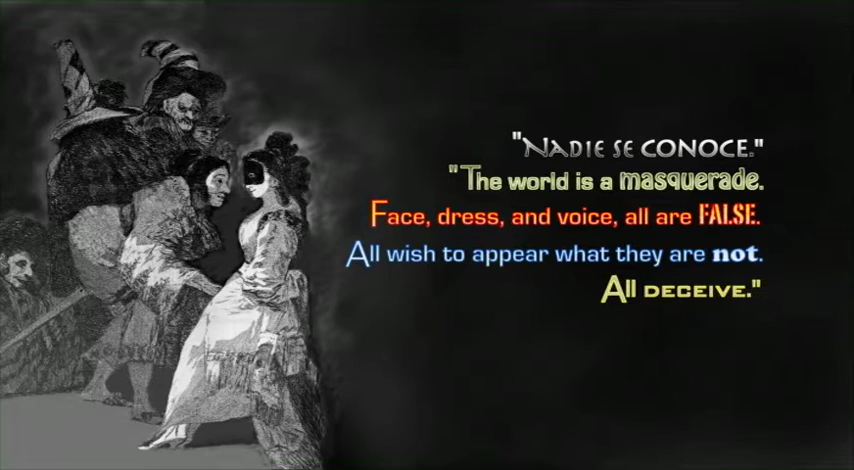 "Nadie se conoce."
"The world is a masquerade.
Face, dress, and voice, all are FALSE.
All wish to appear what they are not.
All deceive."